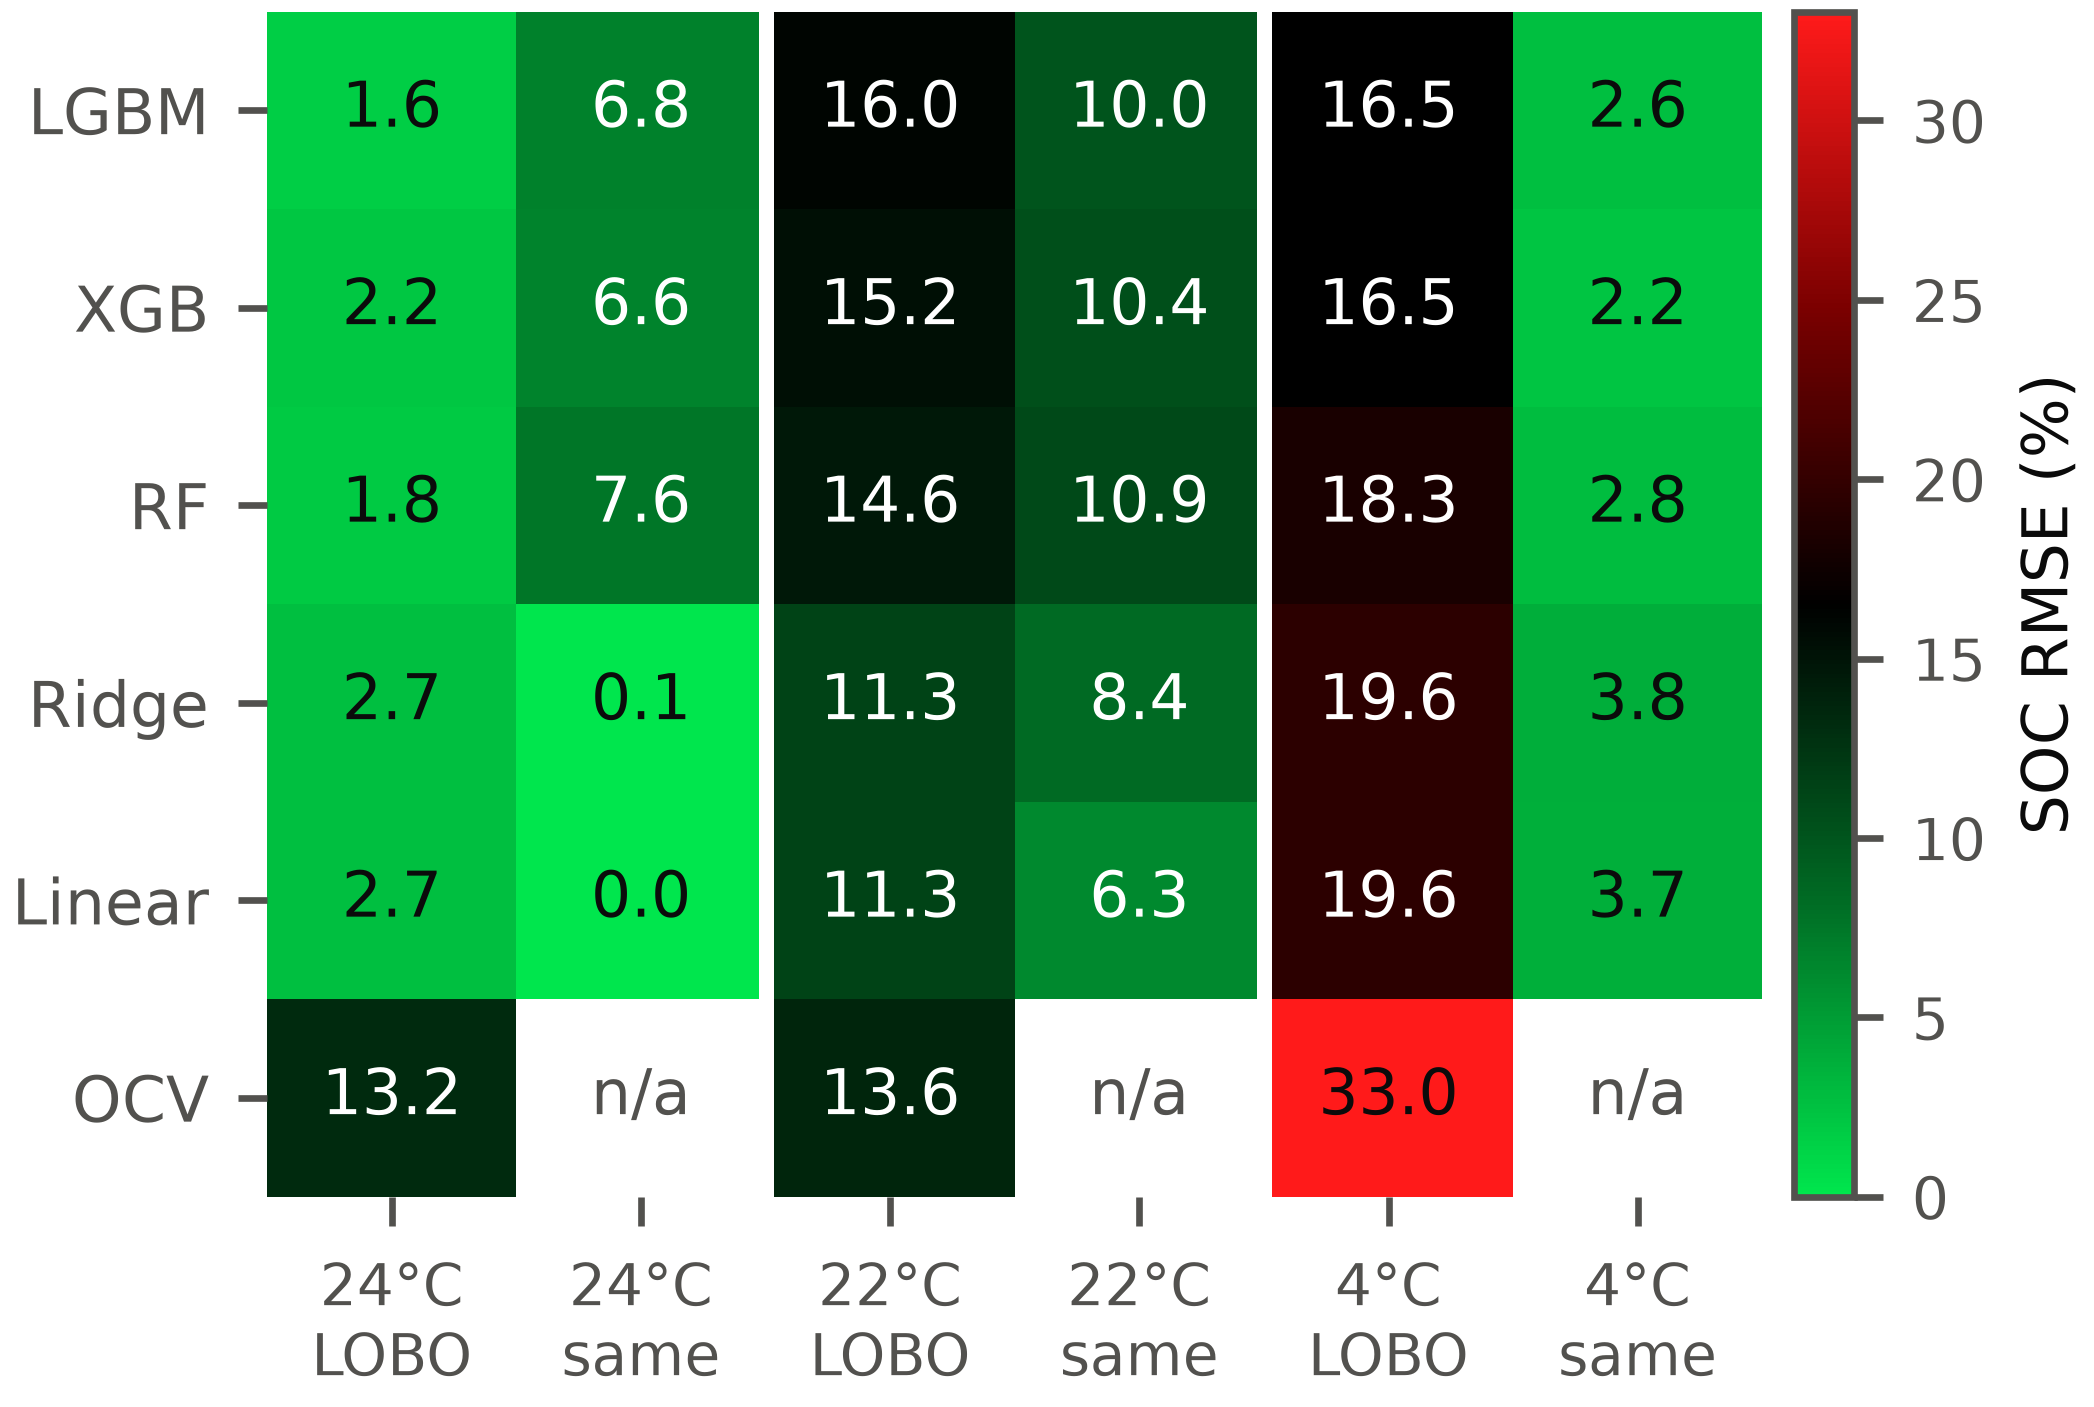 LGBM 1.6 6.8 16.0 10.0 16.5 2.6
XGB 2.2 6.6 15.2 10.4 16.5 2.2
RF 1.8 7.6 14.6 10.9 18.3 2.8
Ridge 2.7 0.1 11.3 8.4 19.6 3.8
Linear 2.7 0.0 11.3 6.3 19.6 3.7
OCV 13.2 n/a 13.6 n/a 33.0 n/a
24°C 24°C 22°C 22°C 4°C 4°C
LOBO same LOBO same LOBO same
30
25
20
15
10
5
0
SOC RMSE (%)